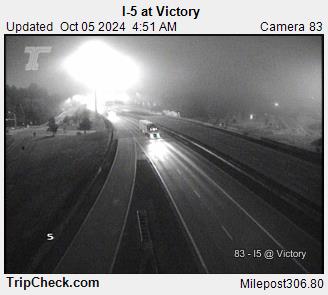 I-5 at Victory
Updated Oct 05 2024 4:51 AM Camera 83
T
S
83 - I5 @ Victory
TripCheck.com Milepost306.80